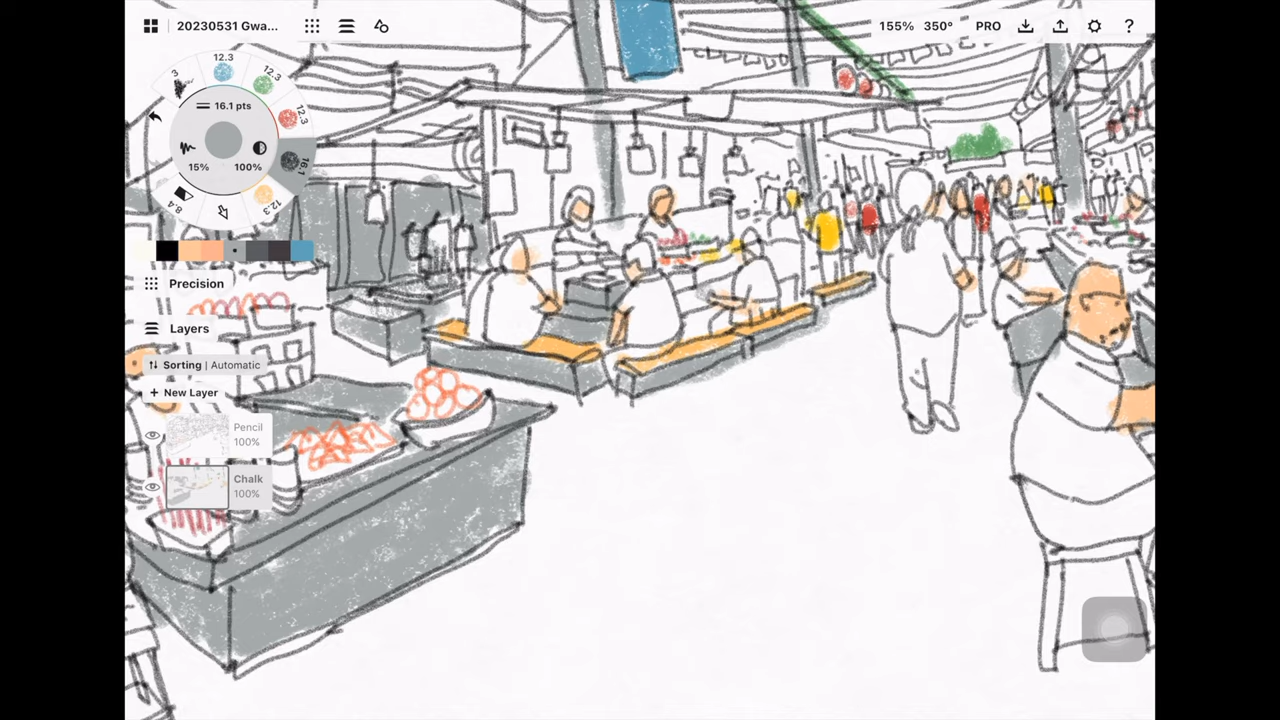 20230531 Gwa...
155% 350° PRO ?
12.3
3
12.3
12.3
16.1 pts
15% 100%
16.1
12.3
8.4
Precision
Layers
Sorting | Automatic
+ New Layer
Pencil
100%
Chalk
100%